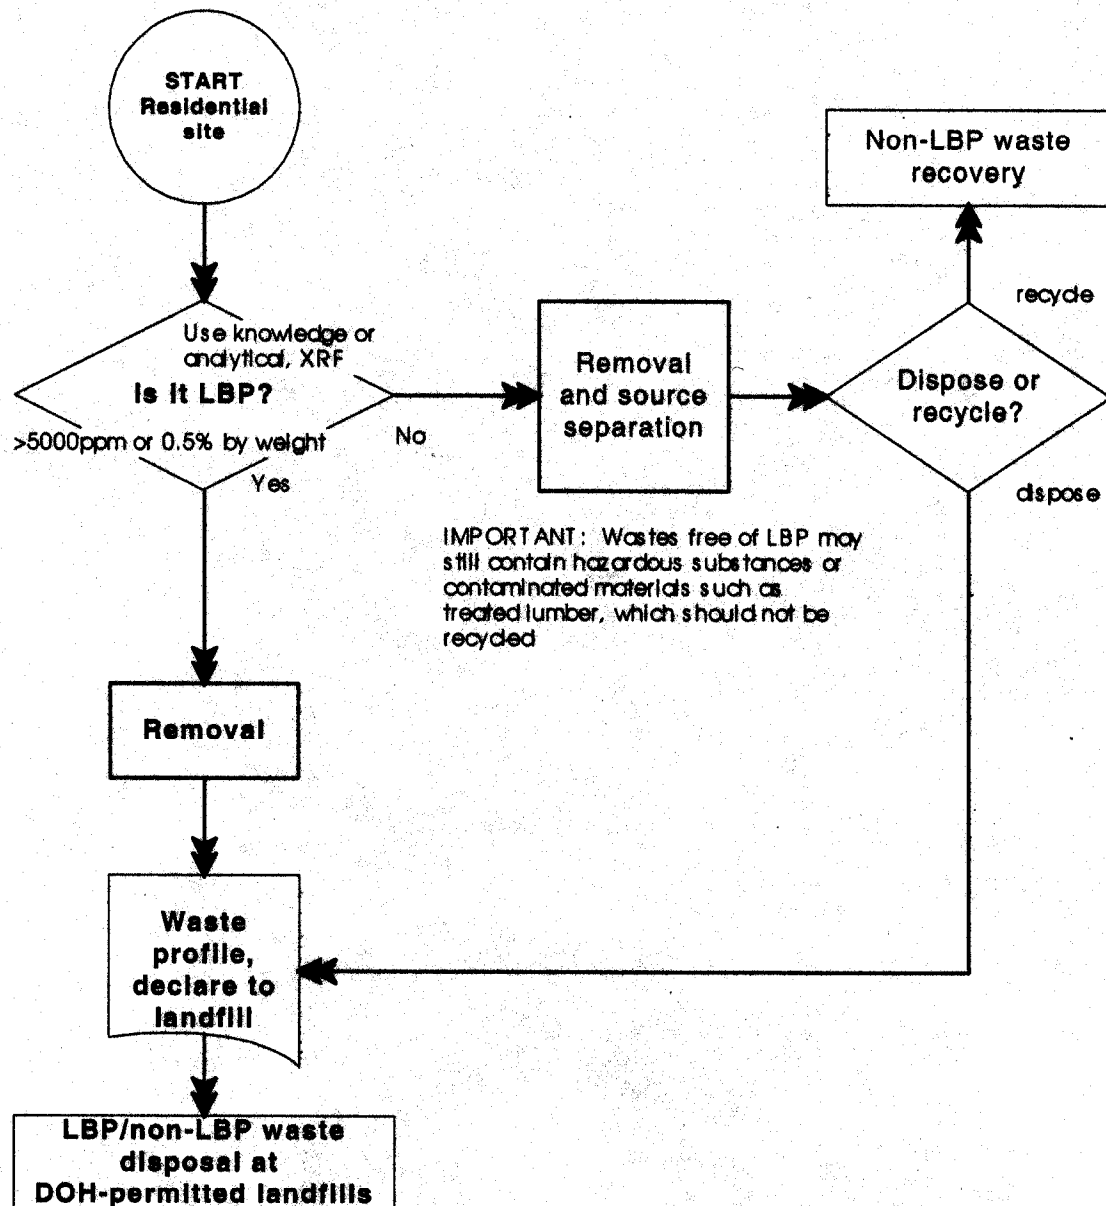 START
Residential
site
Non-LBP waste
recovery
recycle
Use knowledge or
analytical, XRF
Is it LBP?
>5000ppm or 0.5% by weight
No
Yes
Removal
and source
separation
Dispose or
recycle?
dispose
IMPORTANT: Wastes free of LBP may
still contain hazardous substances or
contaminated materials such as
treated lumber, which should not be
recycled
Removal
Waste
profile,
declare to
landfill
LBP/non-LBP waste
disposal at
DOH-permitted landfills